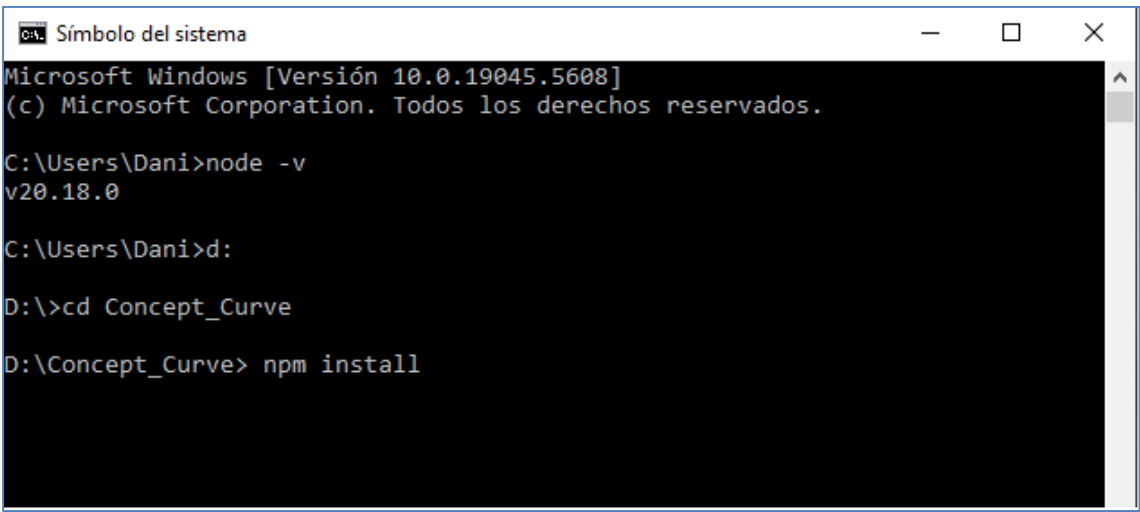 Símbolo del sistema
Microsoft Windows [Versión 10.0.19045.5608]
(c) Microsoft Corporation. Todos los derechos reservados.
C:\Users\Dani>node -v
v20.18.0
C:\Users\Dani>d:
D:\>cd Concept_Curve
D:\Concept_Curve> npm install